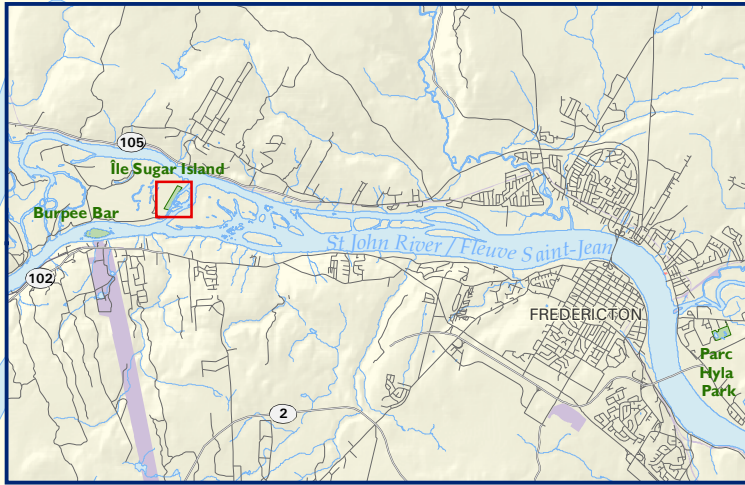 105
Île Sugar Island
Burpee Bar
St John River / Fleuve Saint-Jean
102
FREDERICTON
Parc
Hyla
Park
2